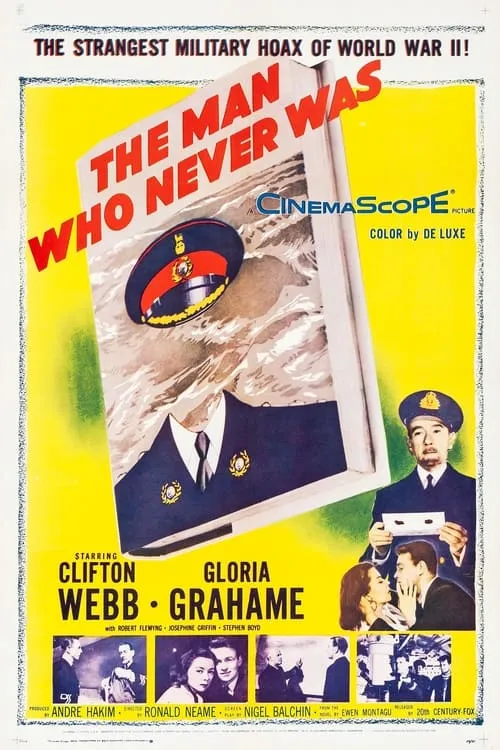 THE STRANGEST MILITARY HOAX OF WORLD WAR II!
THE MAN
WHO NEVER WAS
A CINEMASCOPE® PICTURE
COLOR by DE LUXE
STARRING
CLIFTON GLORIA
WEBB • GRAHAME
with ROBERT FLEMYNG • JOSEPHINE GRIFFIN • STEPHEN BOYD
PRODUCED BY ANDRE HAKIM • DIRECTED BY RONALD NEAME • SCREEN PLAY BY NIGEL BALCHIN • FROM THE NOVEL BY EWEN MONTAGU RELEASED BY 20th CENTURY-FOX